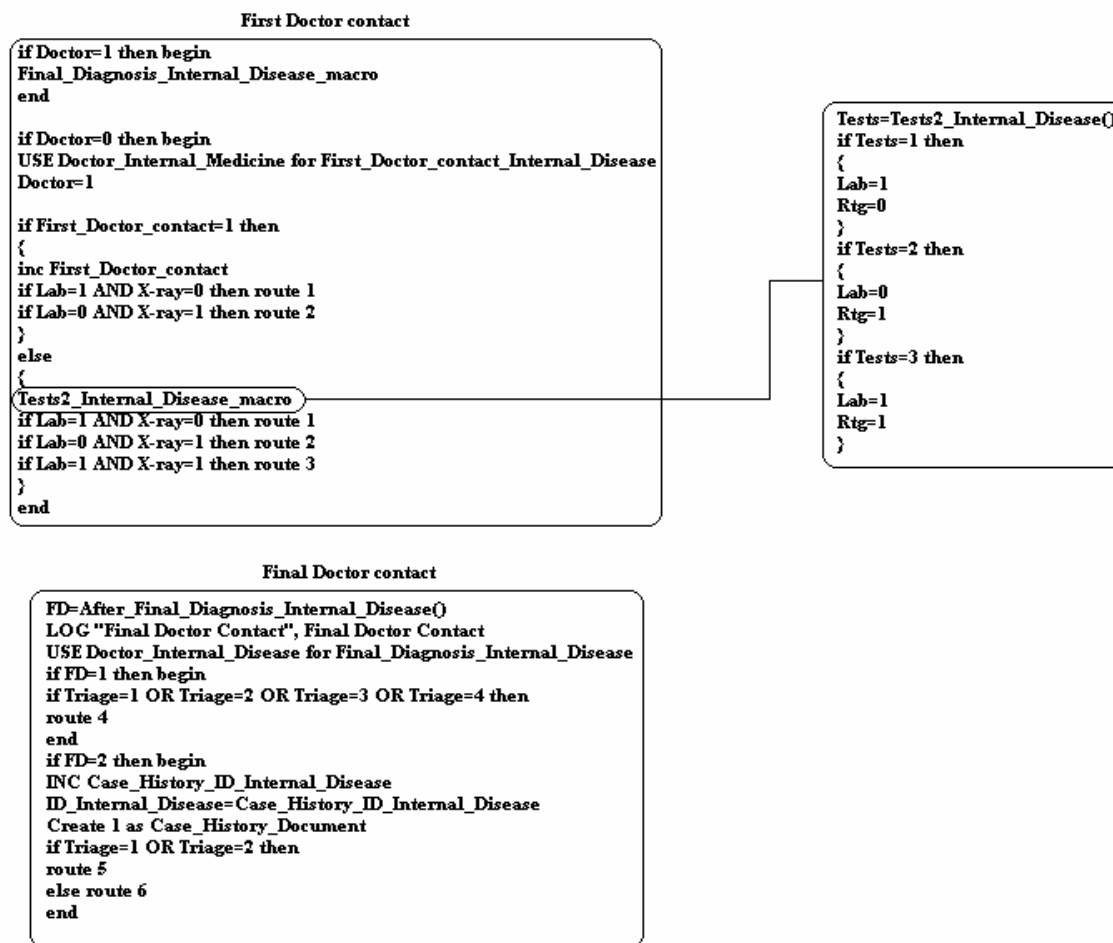 First Doctor contact
if Doctor=1 then begin
Final_Diagnosis_Internal_Disease_macro
end
if Doctor=0 then begin
USE Doctor_Internal_Medicine for First_Doctor_contact_Internal_Disease
Doctor=1
if First_Doctor_contact=1 then
{
inc First_Doctor_contact
if Lab=1 AND X-ray=0 then route 1
if Lab=0 AND X-ray=1 then route 2
}
else
{
Tests2_Internal_Disease_macro
if Lab=1 AND X-ray=0 then route 1
if Lab=0 AND X-ray=1 then route 2
if Lab=1 AND X-ray=1 then route 3
}
end
Tests=Tests2_Internal_Disease()
if Tests=1 then
{
Lab=1
Rtg=0
}
if Tests=2 then
{
Lab=0
Rtg=1
}
if Tests=3 then
{
Lab=1
Rtg=1
}
Final Doctor contact
FD=After_Final_Diagnosis_Internal_Disease()
LOG "Final Doctor Contact", Final Doctor Contact
USE Doctor_Internal_Disease for Final_Diagnosis_Internal_Disease
if FD=1 then begin
if Triage=1 OR Triage=2 OR Triage=3 OR Triage=4 then
route 4
end
if FD=2 then begin
INC Case_History_ID_Internal_Disease
ID_Internal_Disease=Case_History_ID_Internal_Disease
Create 1 as Case_History_Document
if Triage=1 OR Triage=2 then
route 5
else route 6
end